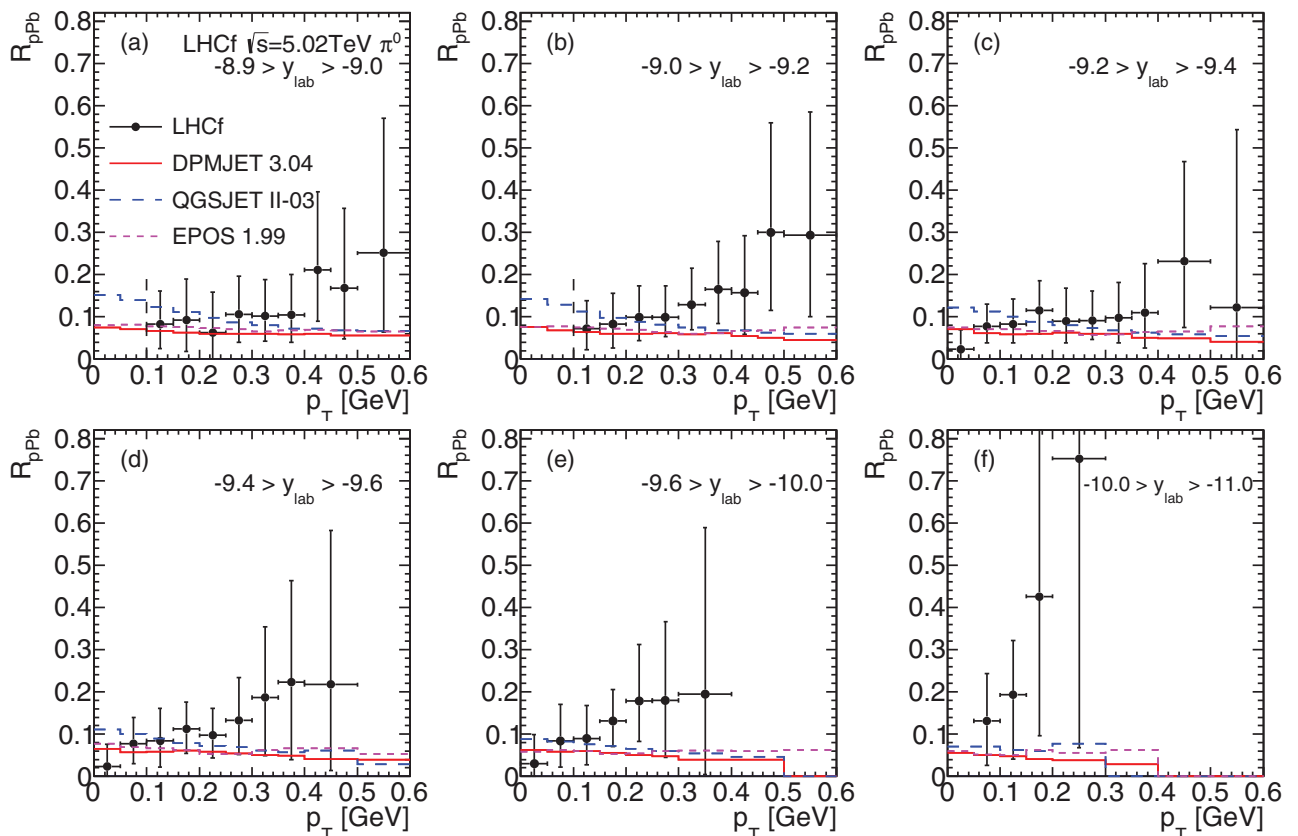 R_pPb
0.8
0.6
0.5
0.4
0.3
0.2
0.1
0
(a) LHCf √s=5.02TeV π⁰
-8.9 > y_lab > -9.0
LHCf
DPMJET 3.04
QGSJET II-03
EPOS 1.99
0 0.1 0.2 0.3 0.4 0.5 0.6
p_T [GeV]
R_pPb
0.8
0.6
0.5
0.4
0.3
0.2
0.1
0
(b)
-9.0 > y_lab > -9.2
0 0.1 0.2 0.3 0.4 0.5 0.6
p_T [GeV]
R_pPb
0.8
0.6
0.5
0.4
0.3
0.2
0.1
0
(c)
-9.2 > y_lab > -9.4
0 0.1 0.2 0.3 0.4 0.5 0.6
p_T [GeV]
R_pPb
0.8
0.6
0.5
0.4
0.3
0.2
0.1
0
(d)
-9.4 > y_lab > -9.6
0 0.1 0.2 0.3 0.4 0.5 0.6
p_T [GeV]
R_pPb
0.8
0.6
0.5
0.4
0.3
0.2
0.1
0
(e)
-9.6 > y_lab > -10.0
0 0.1 0.2 0.3 0.4 0.5 0.6
p_T [GeV]
R_pPb
0.8
0.6
0.5
0.4
0.3
0.2
0.1
0
(f)
-10.0 > y_lab > -11.0
0 0.1 0.2 0.3 0.4 0.5 0.6
p_T [GeV]